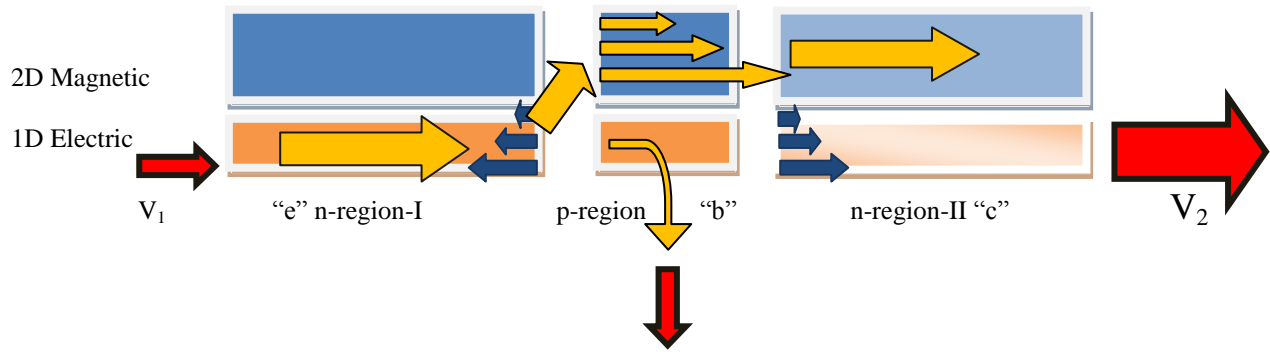 2D Magnetic
1D Electric
V₁ “e” n-region-I p-region “b” n-region-II “c” V₂